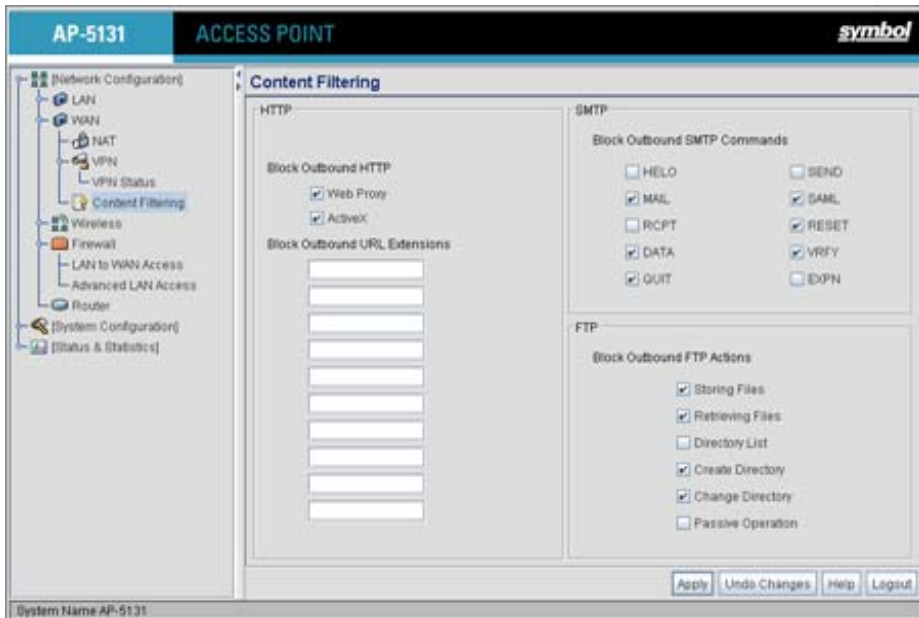 AP-5131
ACCESS POINT
symbol
[Network Configuration]
LAN
WAN
NAT
VPN
VPN Status
Content Filtering
Wireless
Firewall
LAN to WAN Access
Advanced LAN Access
Router
[System Configuration]
[Status & Statistics]
Content Filtering
HTTP
Block Outbound HTTP
Web Proxy
ActiveX
Block Outbound URL Extensions
SMTP
Block Outbound SMTP Commands
HELO
SEND
MAIL
SAML
RCPT
RESET
DATA
VRFY
QUIT
EXPN
FTP
Block Outbound FTP Actions
Storing Files
Retrieving Files
Directory List
Create Directory
Change Directory
Passive Operation
Apply
Undo Changes
Help
Logout
System Name AP-5131